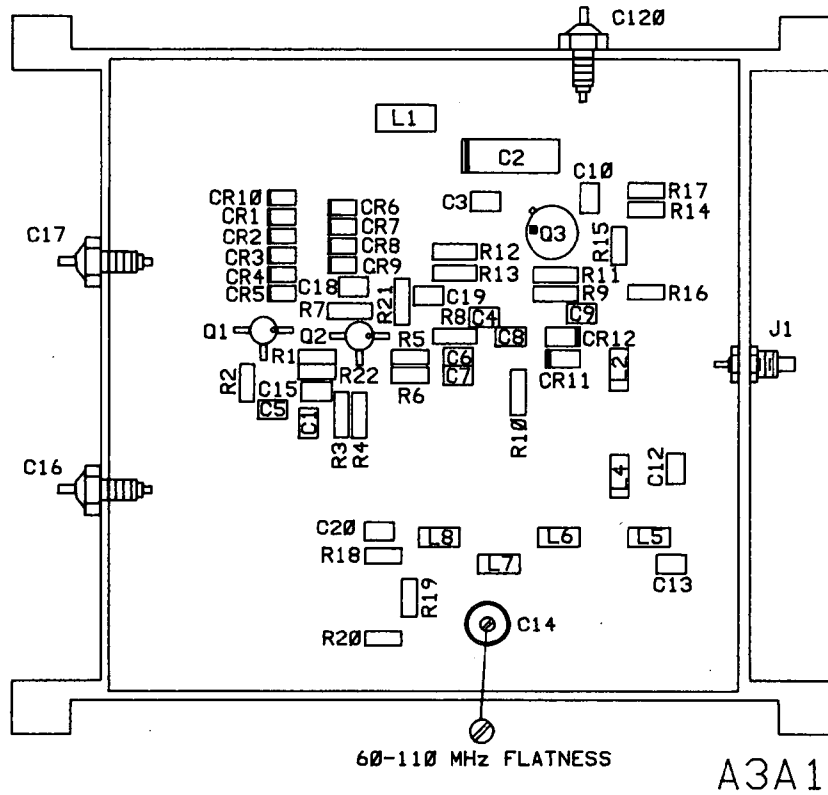 C120
L1
C2
C10
CR10
CR1
CR2
CR3
CR4
CR5
CR6
CR7
CR8
CR9
C3
Q3
R17
R14
R15
C17
R12
R13
R11
R9
R16
C18
R21
C19
R7
R8
C4
C9
Q1
Q2
R5
C8
CR12
J1
R1
C6
CR11
L2
R2
R22
R6
C7
C15
C5
C1
R3
R4
R10
C16
L4
C12
C20
L8
L6
L5
R18
L7
C13
R19
C14
R20
60-110 MHz FLATNESS
A3A1